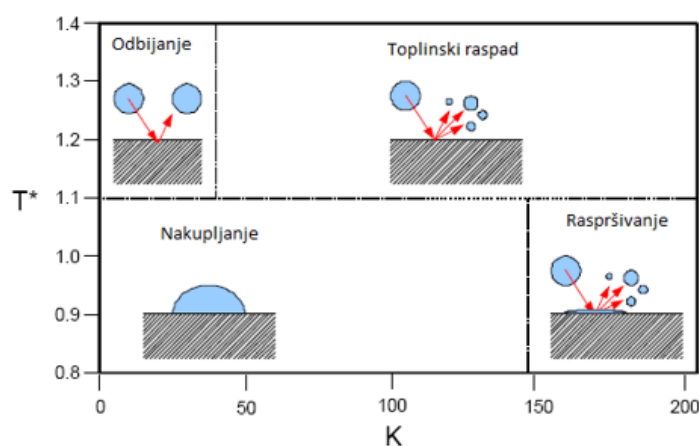 1.4
Odbijanje
Toplinski raspad
1.3
1.2
T*
1.1
Nakupljanje
Raspršivanje
1.0
0.9
0.8
0
50
100
150
200
K